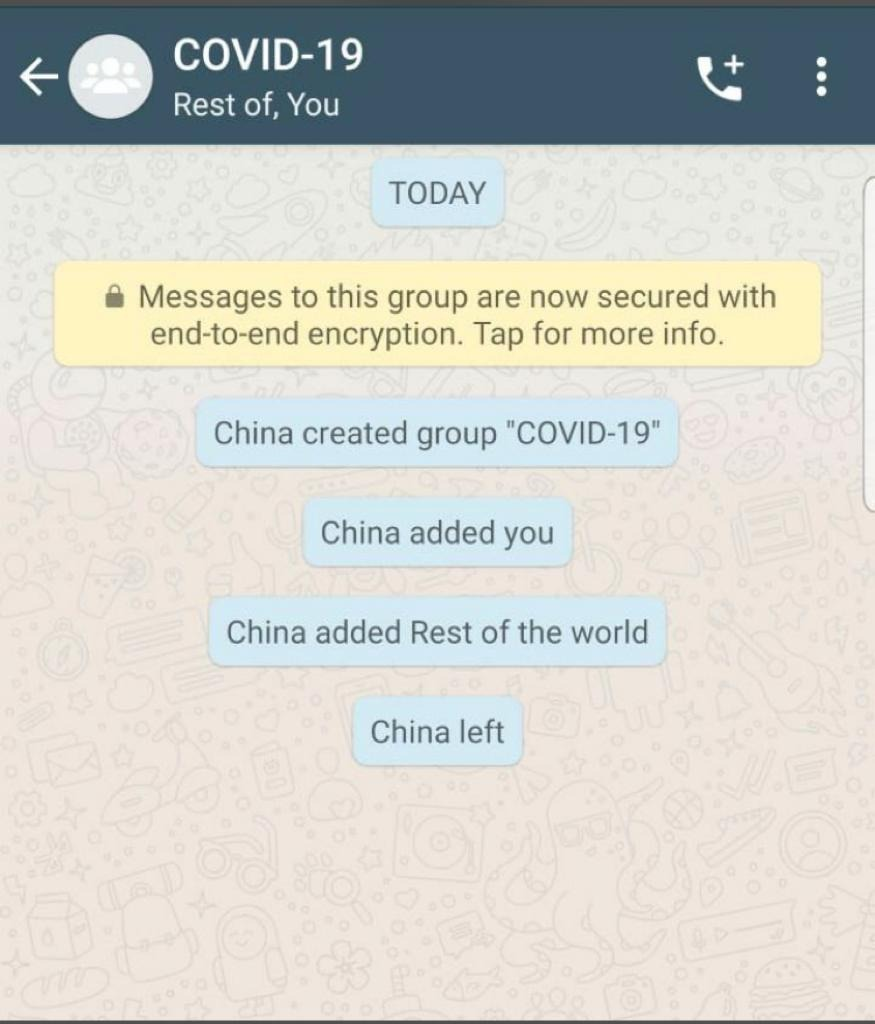 COVID-19
Rest of, You
TODAY
Messages to this group are now secured with
end-to-end encryption. Tap for more info.
China created group "COVID-19"
China added you
China added Rest of the world
China left